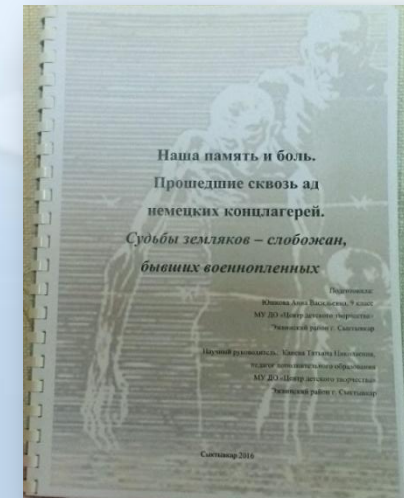 Наша память и боль.
Прошедшие сквозь ад
немецких концлагерей.
Судьбы земляков – слобожан,
бывших военнопленных
Подготовила:
Анна Васильевна, 9 класс
МУ ДО «Центр детского творчества»
Эжвинский район г. Сыктывкар
Научный руководитель: Татьяна Николаевна,
педагог дополнительного образования
МУ ДО «Центр детского творчества»
Эжвинский район г. Сыктывкар
Сыктывкар 2016